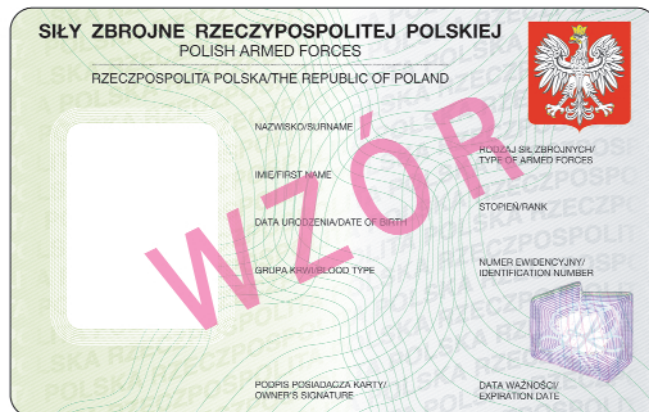 SIŁY ZBROJNE RZECZYPOSPOLITEJ POLSKIEJ
POLISH ARMED FORCES
RZECZPOSPOLITA POLSKA/THE REPUBLIC OF POLAND
NAZWISKO/SURNAME
RODZAJ SIŁ ZBROJNYCH/
TYPE OF ARMED FORCES
IMIĘ/FIRST NAME
STOPIEŃ/RANK
DATA URODZENIA/DATE OF BIRTH
GRUPA KRWI/BLOOD TYPE
NUMER EWIDENCYJNY/
IDENTIFICATION NUMBER
WZÓR
PODPIS POSIADACZA KARTY/
OWNER'S SIGNATURE
DATA WAŻNOŚCI/
EXPIRATION DATE